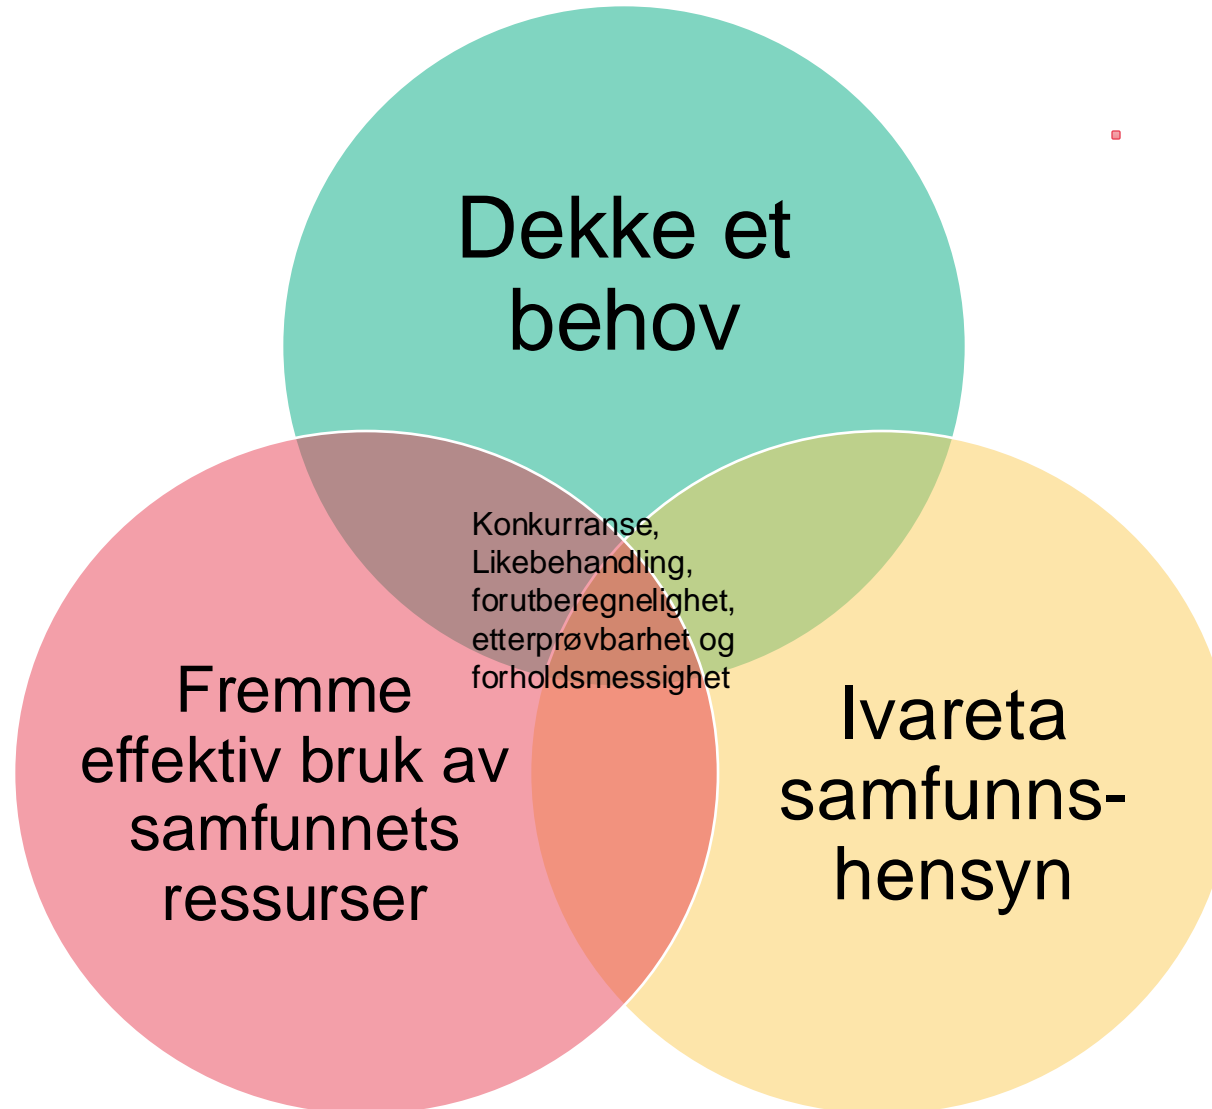 Dekke et
behov
Konkurranse,
Likebehandling,
forutberegnelighet,
etterprøvbarhet og
forholdsmessighet
Fremme
effektiv bruk av
samfunnets
ressurser
Ivareta
samfunns-
hensyn